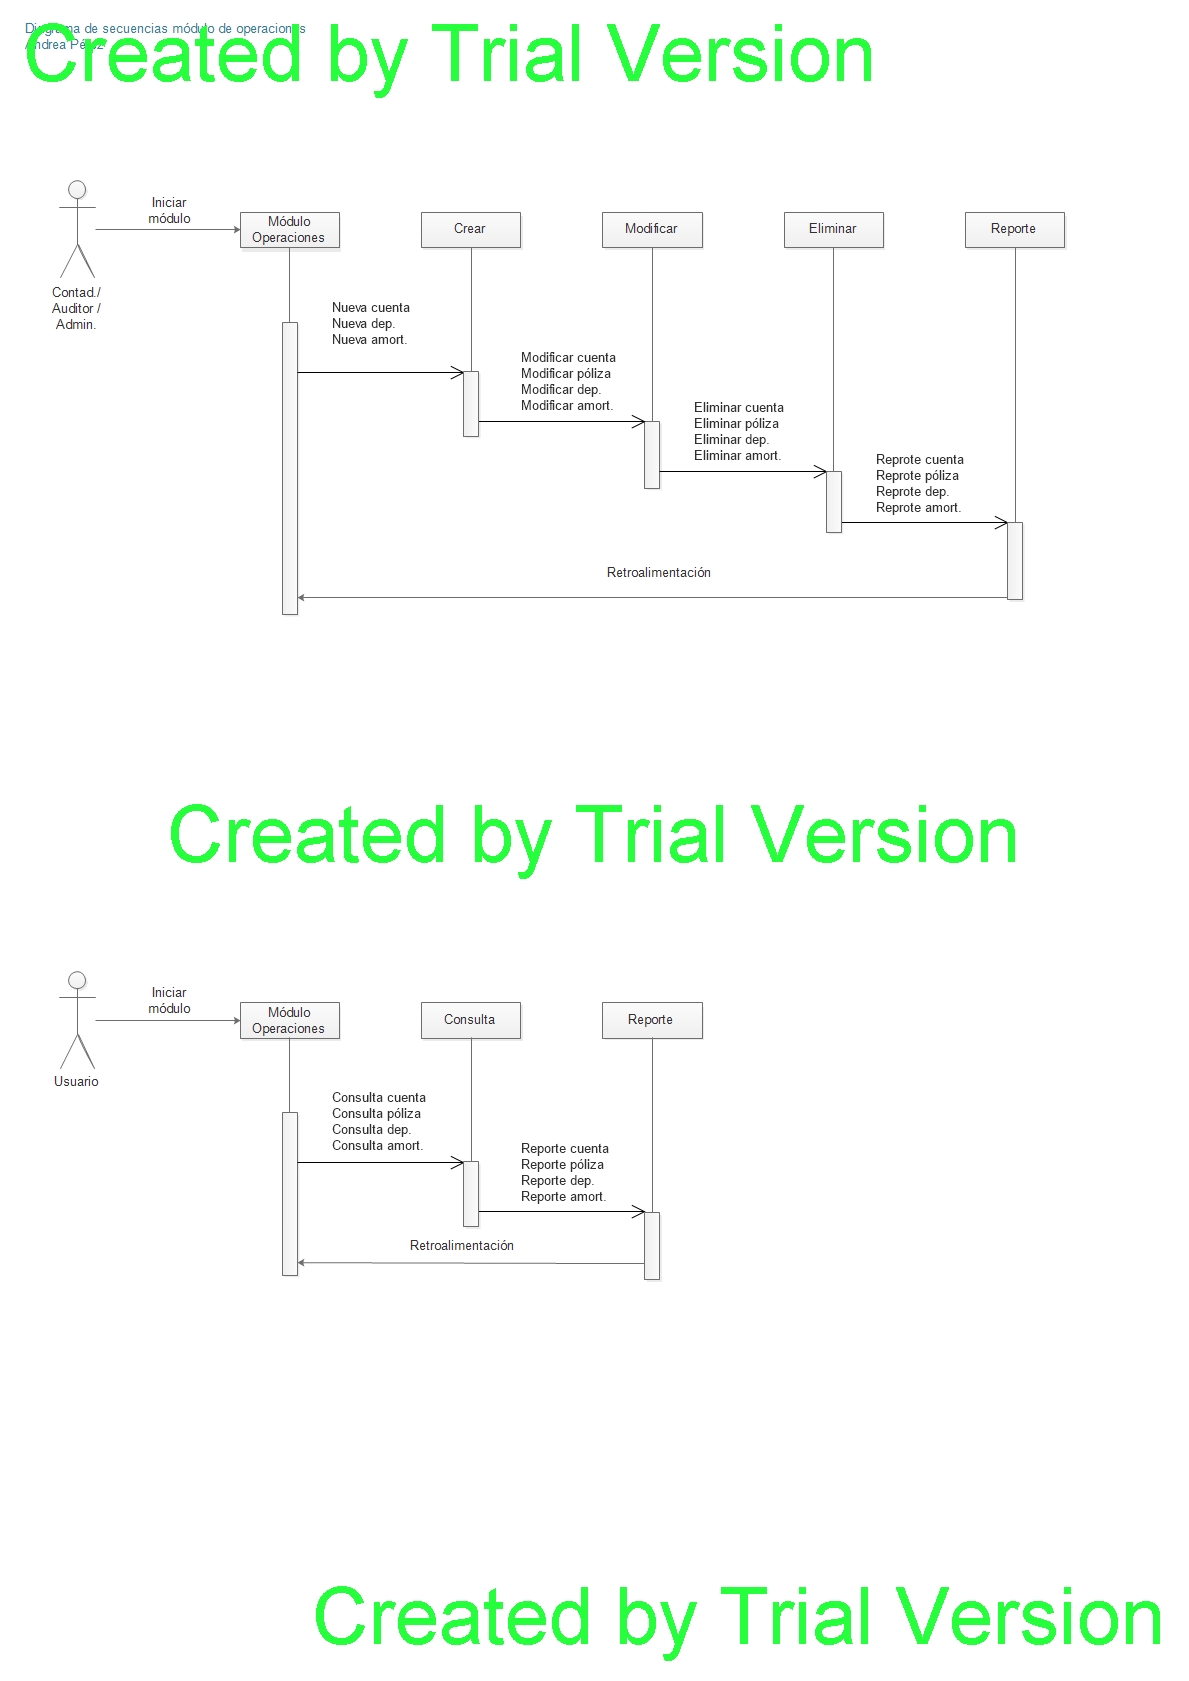 Diagrama de secuencias módulo de operaciones
Andrea Pérez
Created by Trial Version
Iniciar
módulo
Contad./
Auditor /
Admin.
Módulo
Operaciones
Crear
Modificar
Eliminar
Reporte
Nueva cuenta
Nueva dep.
Nueva amort.
Modificar cuenta
Modificar póliza
Modificar dep.
Modificar amort.
Eliminar cuenta
Eliminar póliza
Eliminar dep.
Eliminar amort.
Reprote cuenta
Reprote póliza
Reprote dep.
Reprote amort.
Retroalimentación
Created by Trial Version
Iniciar
módulo
Usuario
Módulo
Operaciones
Consulta
Reporte
Consulta cuenta
Consulta póliza
Consulta dep.
Consulta amort.
Reporte cuenta
Reporte póliza
Reporte dep.
Reporte amort.
Retroalimentación
Created by Trial Version